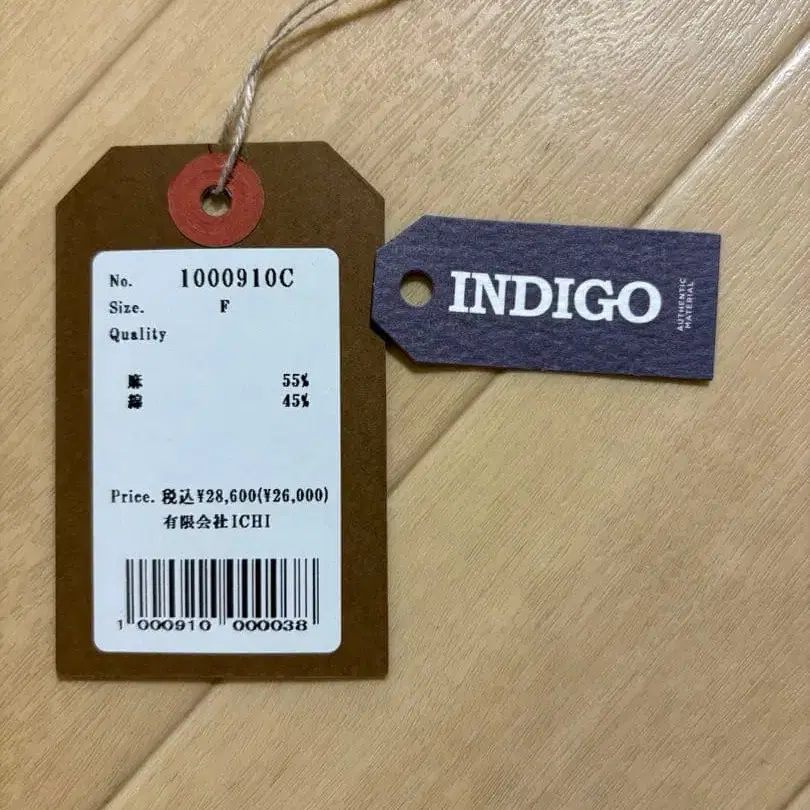 No. 1000910C
Size. F
Quality
麻 55%
綿 45%
Price. 税込¥28,600(¥26,000)
有限会社ICHI
1 000910 000038
INDIGO
AUTHENTIC
MATERIAL